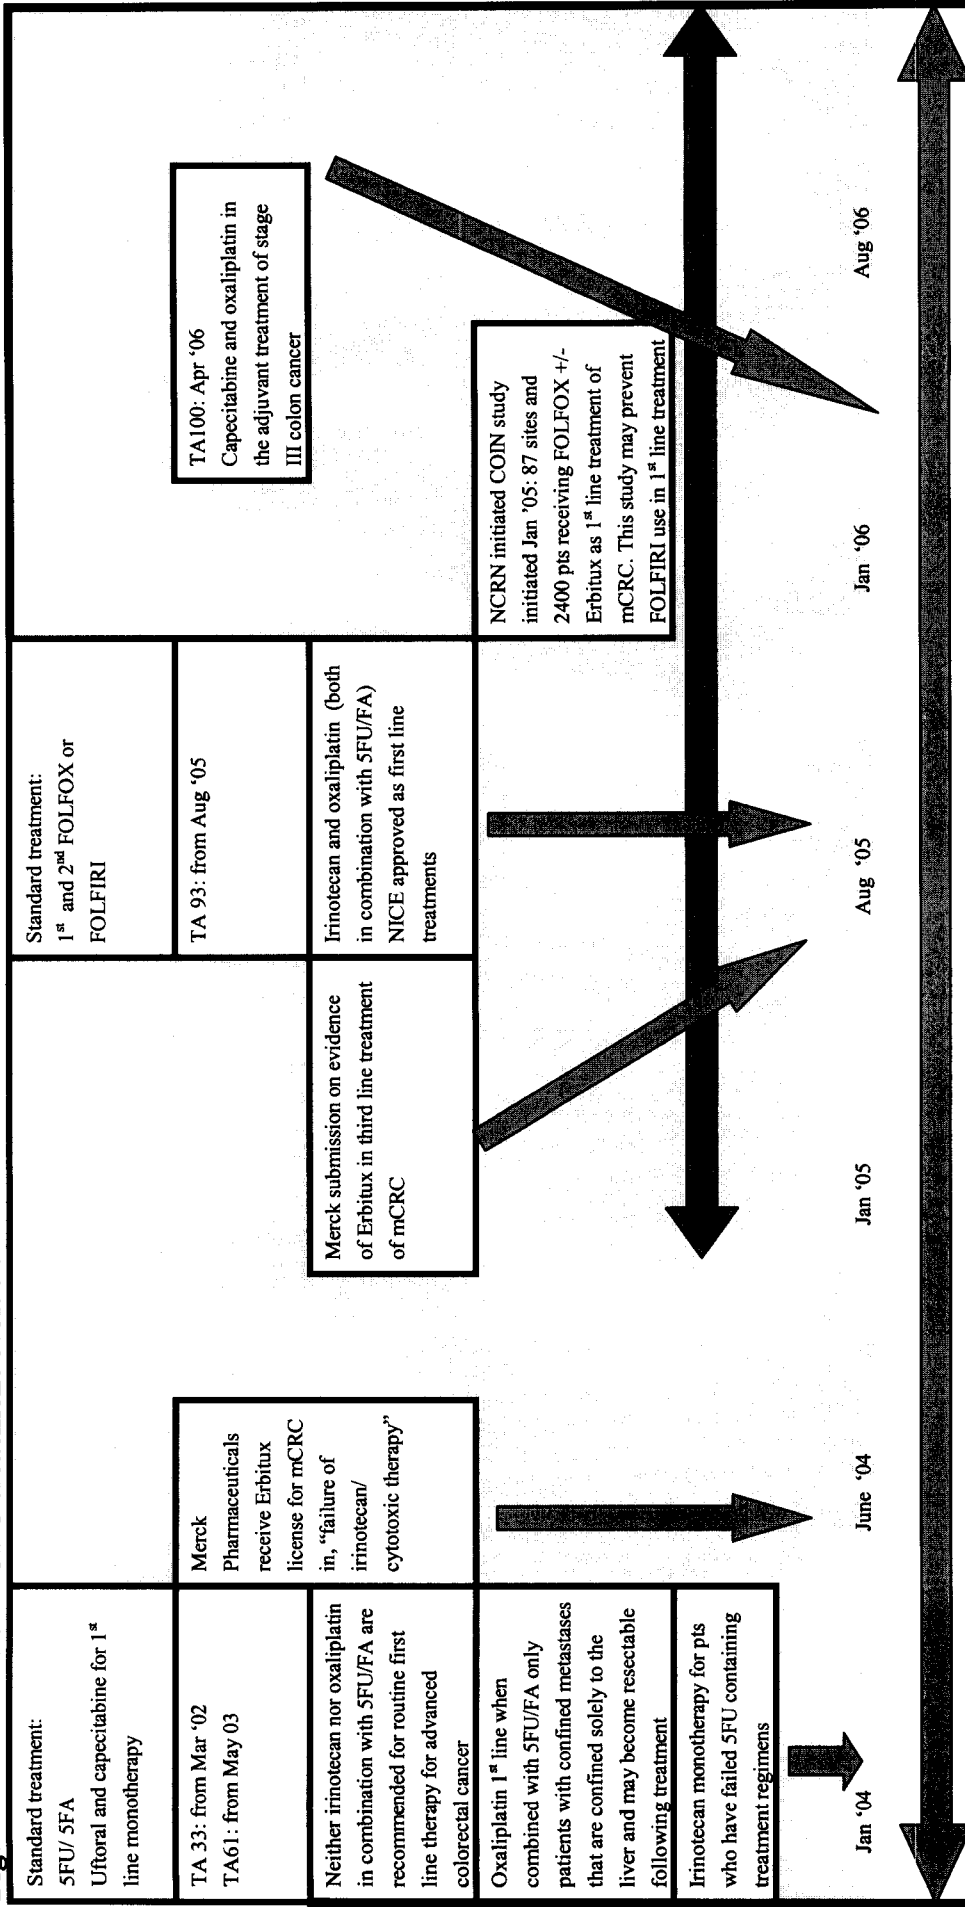 Standard treatment:
5FU/ 5FA
Uftoral and capecitabine for 1st
line monotherapy
TA 33: from Mar ‘02
TA61: from May 03
Neither irinotecan nor oxaliplatin
in combination with 5FU/FA are
recommended for routine first
line therapy for advanced
colorectal cancer
Oxaliplatin 1st line when
combined with 5FU/FA only
patients with confined metastases
that are confined solely to the
liver and may become resectable
following treatment
Irinotecan monotherapy for pts
who have failed 5FU containing
treatment regimens
Merck
Pharmaceuticals
receive Erbitux
license for mCRC
in, “failure of
irinotecan/
cytotoxic therapy”
Merck submission on evidence
of Erbitux in third line treatment
of mCRC
Standard treatment:
1st and 2nd FOLFOX or
FOLFIRI
TA 93: from Aug ‘05
Irinotecan and oxaliplatin (both
in combination with 5FU/FA)
NICE approved as first line
treatments
TA100: Apr ‘06
Capecitabine and oxaliplatin in
the adjuvant treatment of stage
III colon cancer
NCRN initiated COIN study
initiated Jan ’05: 87 sites and
2400 pts receiving FOLFOX +/-
Erbitux as 1st line treatment of
mCRC. This study may prevent
FOLFIRI use in 1st line treatment
Jan ‘04
June ‘04
Jan ‘05
Aug ‘05
Jan ‘06
Aug ‘06